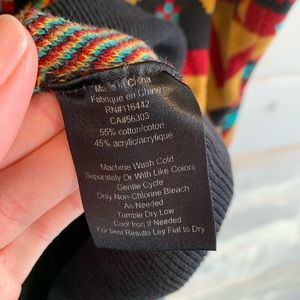 Made in China
Fabrique en Chine
RN#116442
CA#56303
55% cotton/coton
45% acrylic/acrylique
Machine Wash Cold
Separately Or With Like Colors
Gentle Cycle
Only Non-Chlorine Bleach
As Needed
Tumble Dry Low
Cool Iron If Needed
For Best Results Lay Flat to Dry